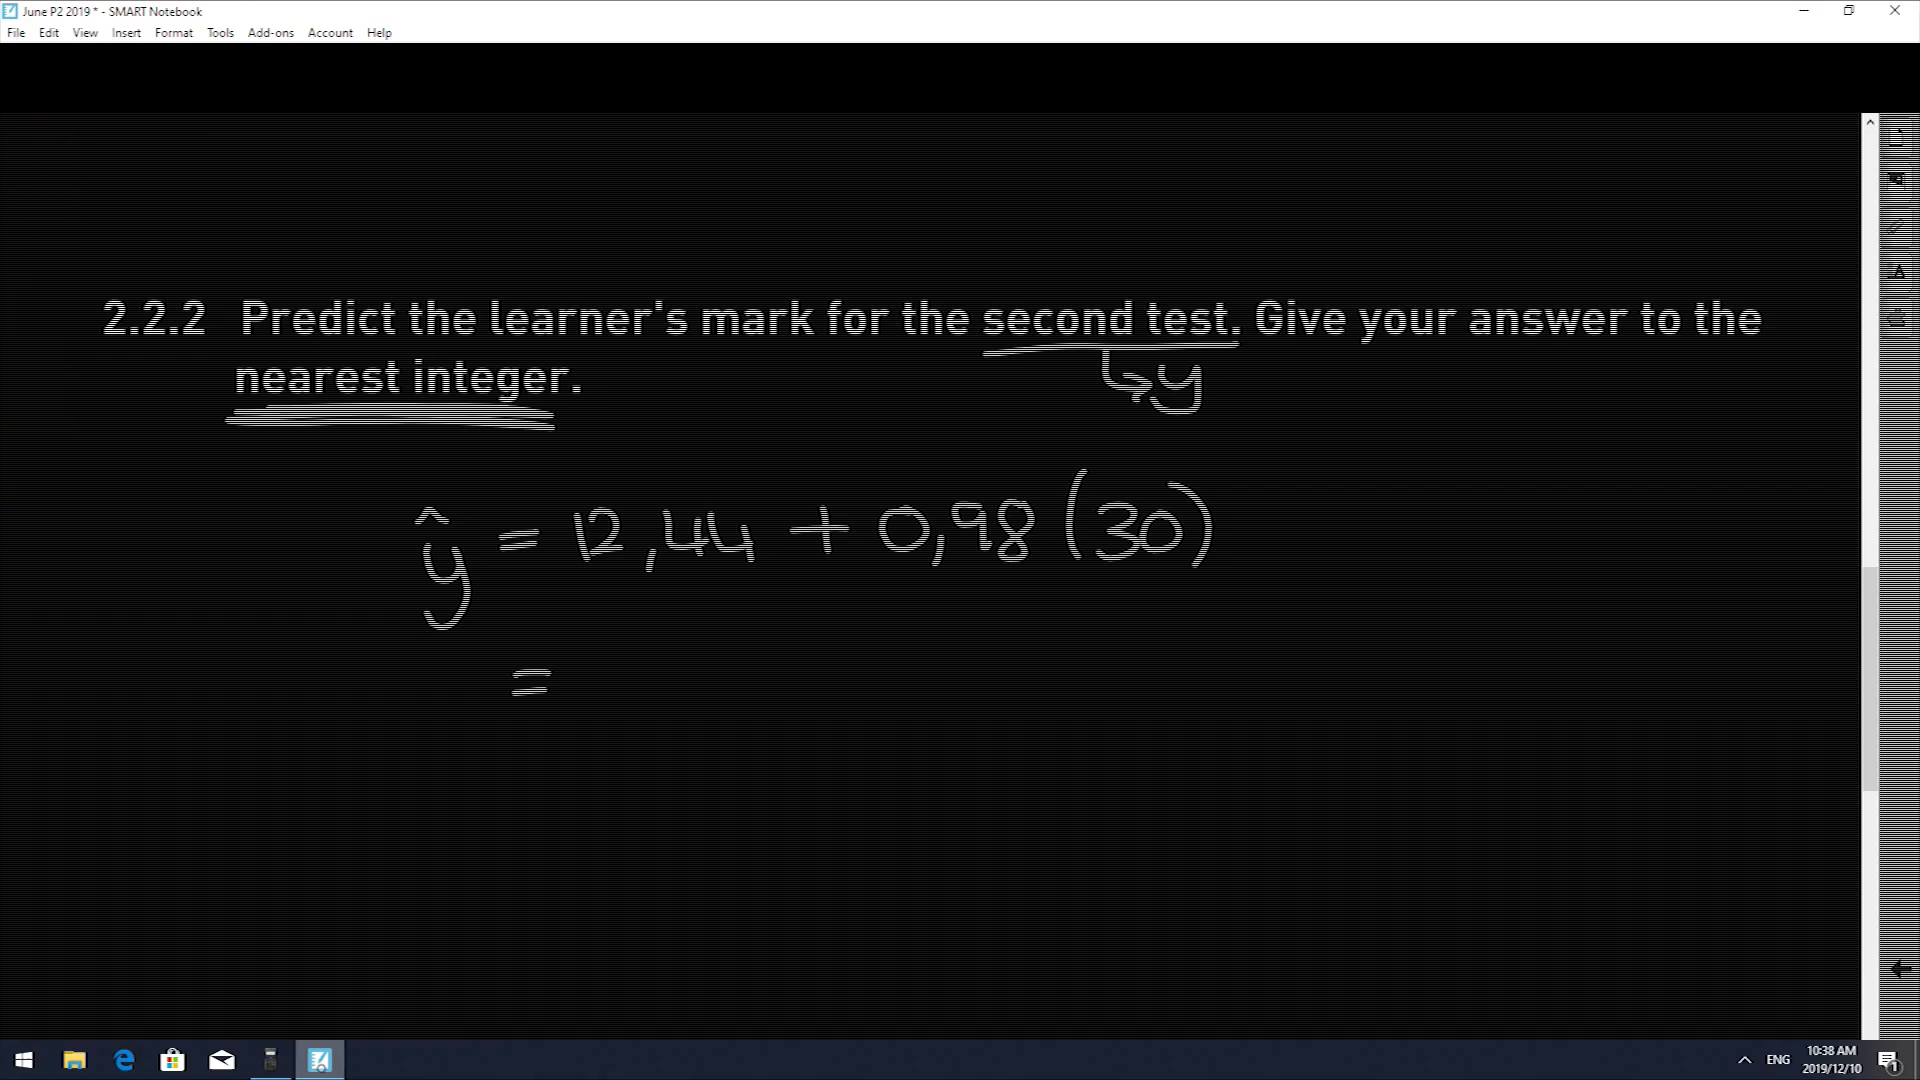 June P2 2019 * - SMART Notebook
File Edit View Insert Format Tools Add-ons Account Help
2.2.2 Predict the learner's mark for the second test. Give your answer to the
nearest integer.
↳y
ŷ = 12,44 + 0,98 (30)
=
ENG
10:38 AM
2019/12/10
1